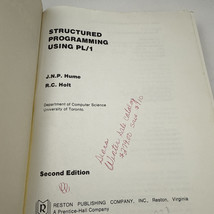 STRUCTURED
PROGRAMMING
USING PL/1
J.N.P. Hume
R.C. Holt
Department of Computer Science
University of Toronto
Second Edition
R
RESTON PUBLISHING COMPANY, INC., Reston, Virginia
A Prentice-Hall Company